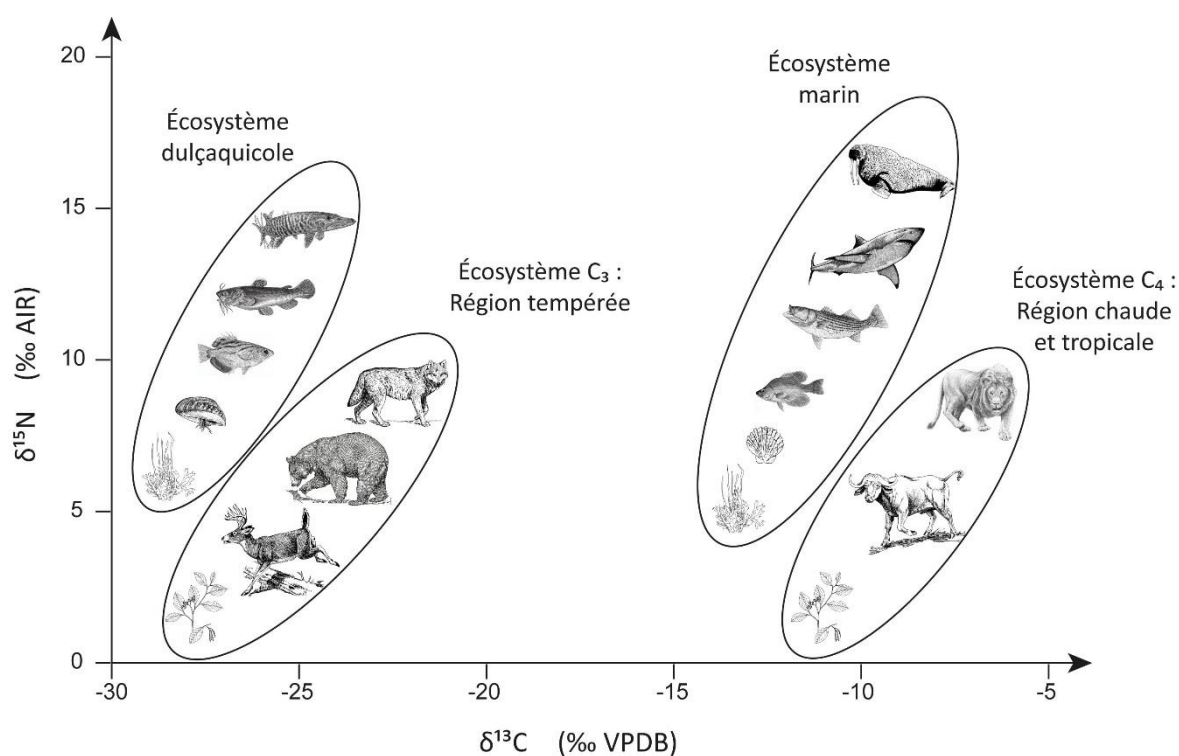 20
15
10
5
0
δ¹⁵N (‰ AIR)
Écosystème
dulçaquicole
Écosystème C₃ :
Région tempérée
Écosystème
marin
Écosystème C₄ :
Région chaude
et tropicale
-30 -25 -20 -15 -10 -5
δ¹³C (‰ VPDB)